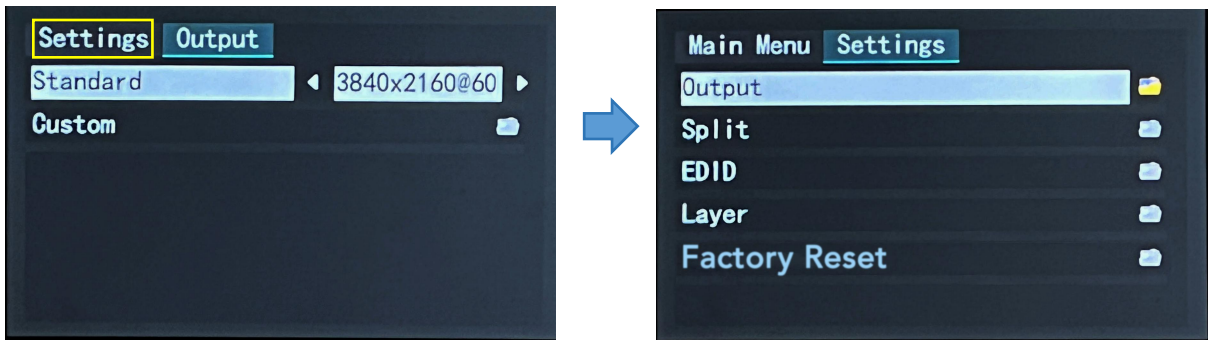 Settings Output
Standard 3840x2160@60
Custom
Main Menu Settings
Output
Split
EDID
Layer
Factory Reset